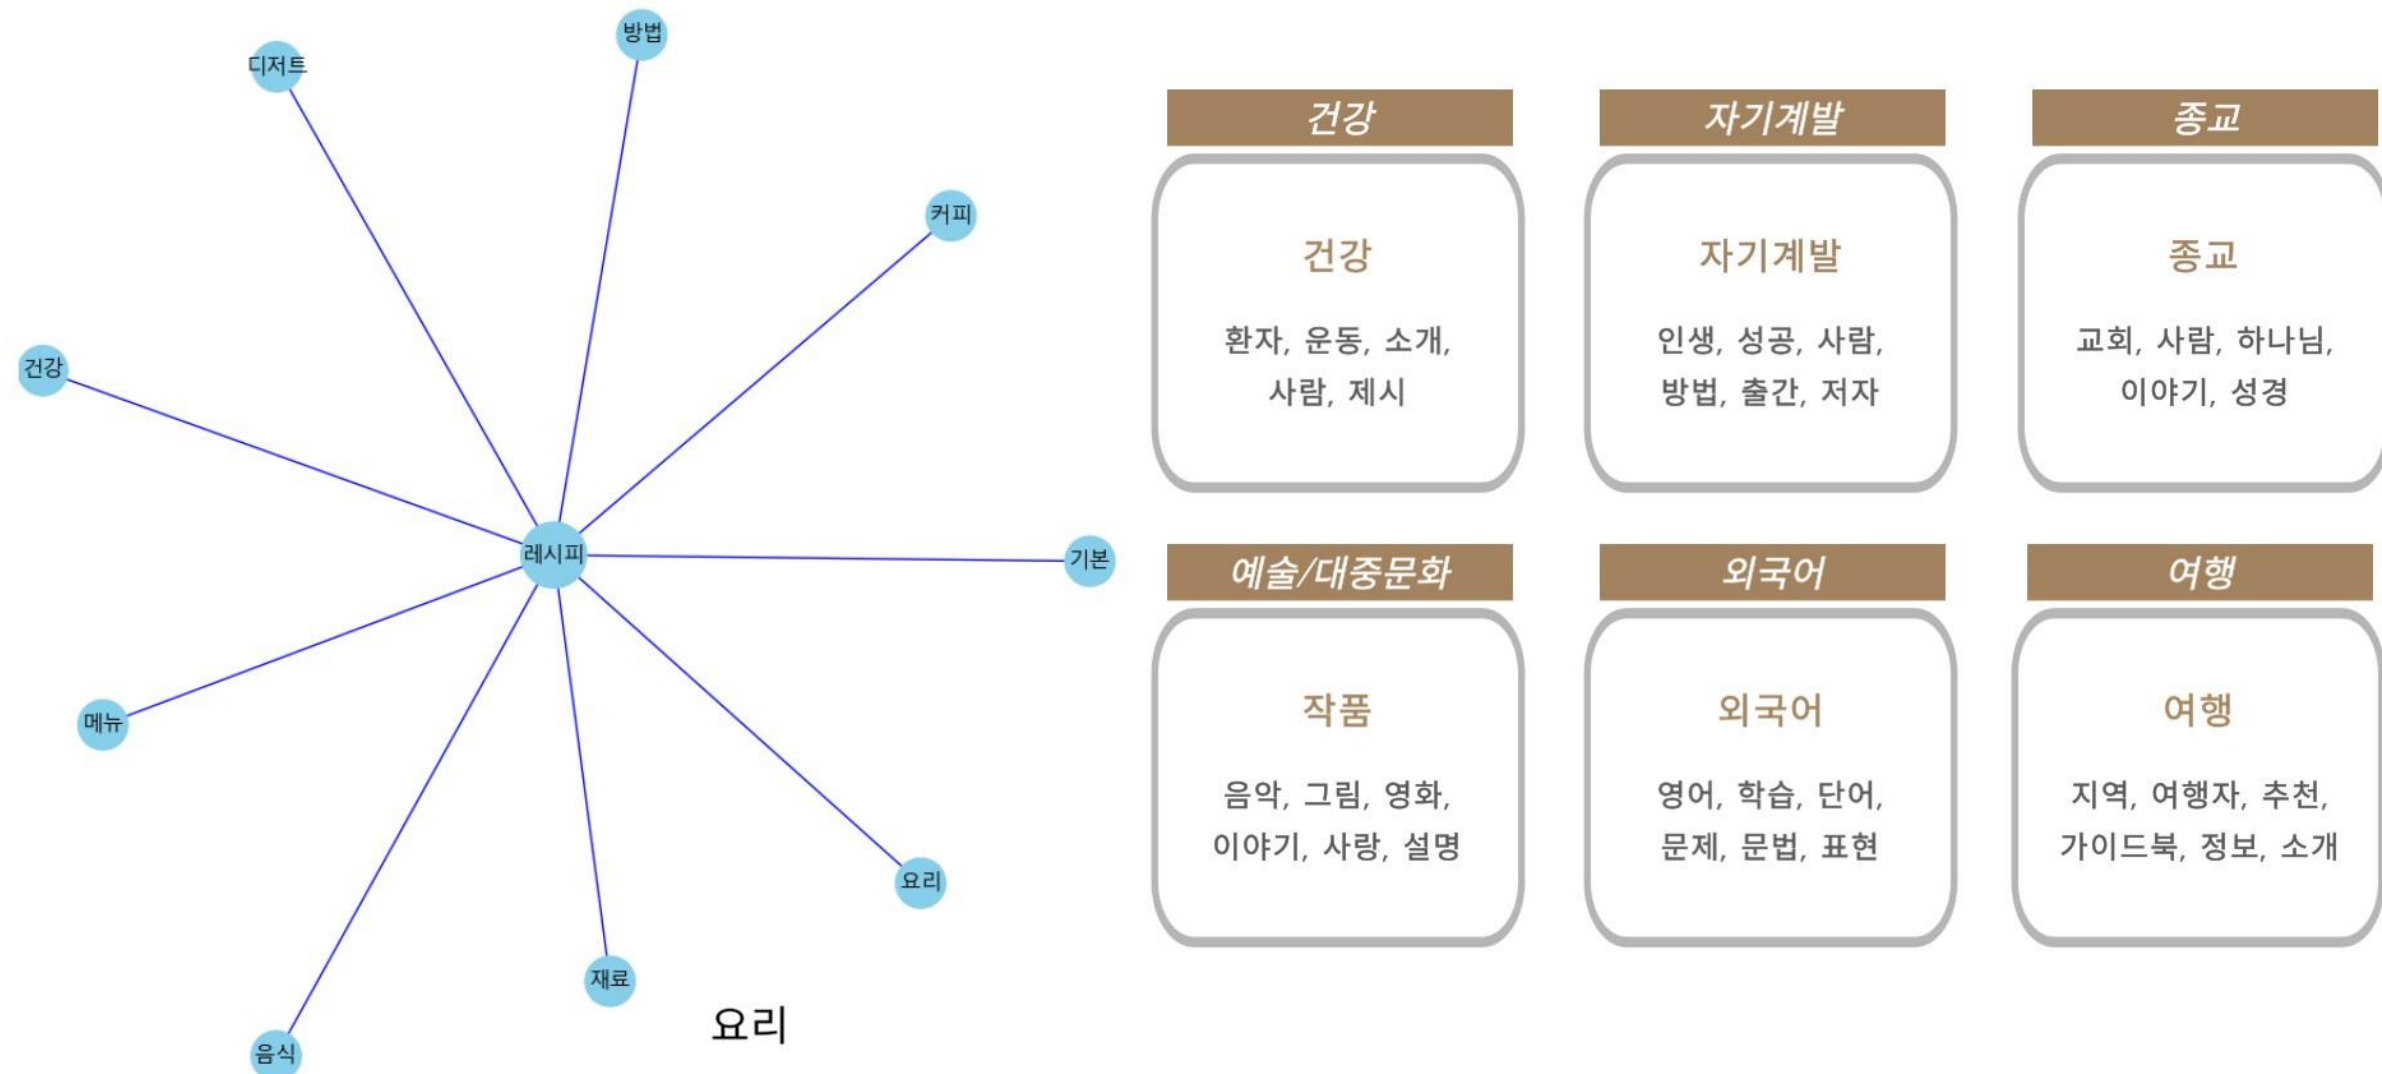 방법
디저트
커피
건강
레시피
기본
메뉴
요리
재료
음식
요리
건강
건강
환자, 운동, 소개,
사람, 제시
자기계발
자기계발
인생, 성공, 사람,
방법, 출간, 저자
종교
종교
교회, 사람, 하나님,
이야기, 성경
예술/대중문화
작품
음악, 그림, 영화,
이야기, 사랑, 설명
외국어
외국어
영어, 학습, 단어,
문제, 문법, 표현
여행
여행
지역, 여행자, 추천,
가이드북, 정보, 소개